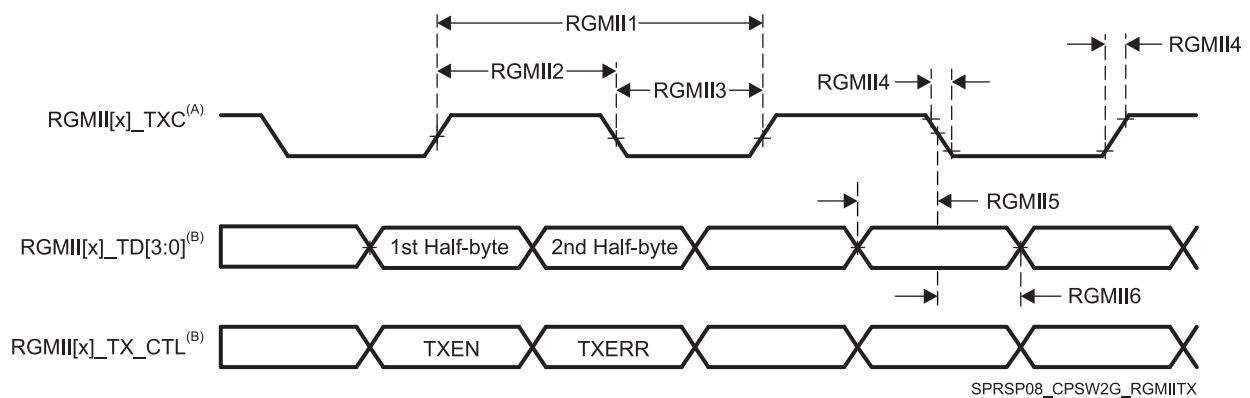 RGMII1
RGMII2
RGMII3
RGMII4
RGMII4
RGMII[x]_TXC(A)
RGMII5
RGMII[x]_TD[3:0](B)
1st Half-byte
2nd Half-byte
RGMII6
RGMII[x]_TX_CTL(B)
TXEN
TXERR
SPRSP08_CPSW2G_RGMIITX